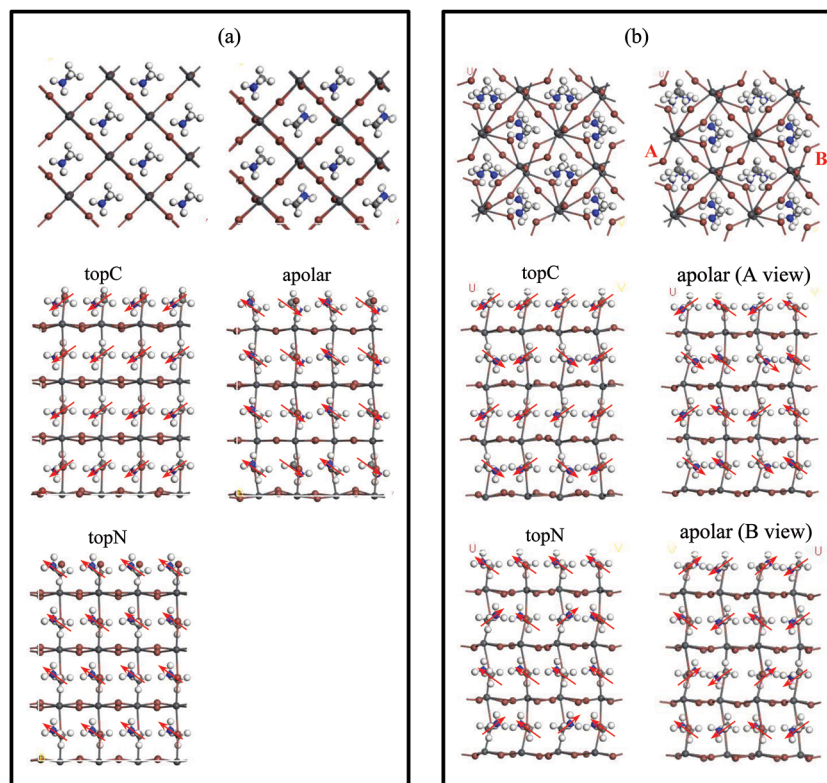 (a)
topC
apolar
topN
(b)
U
A
B
topC
apolar (A view)
U
U
topN
apolar (B view)
U
U